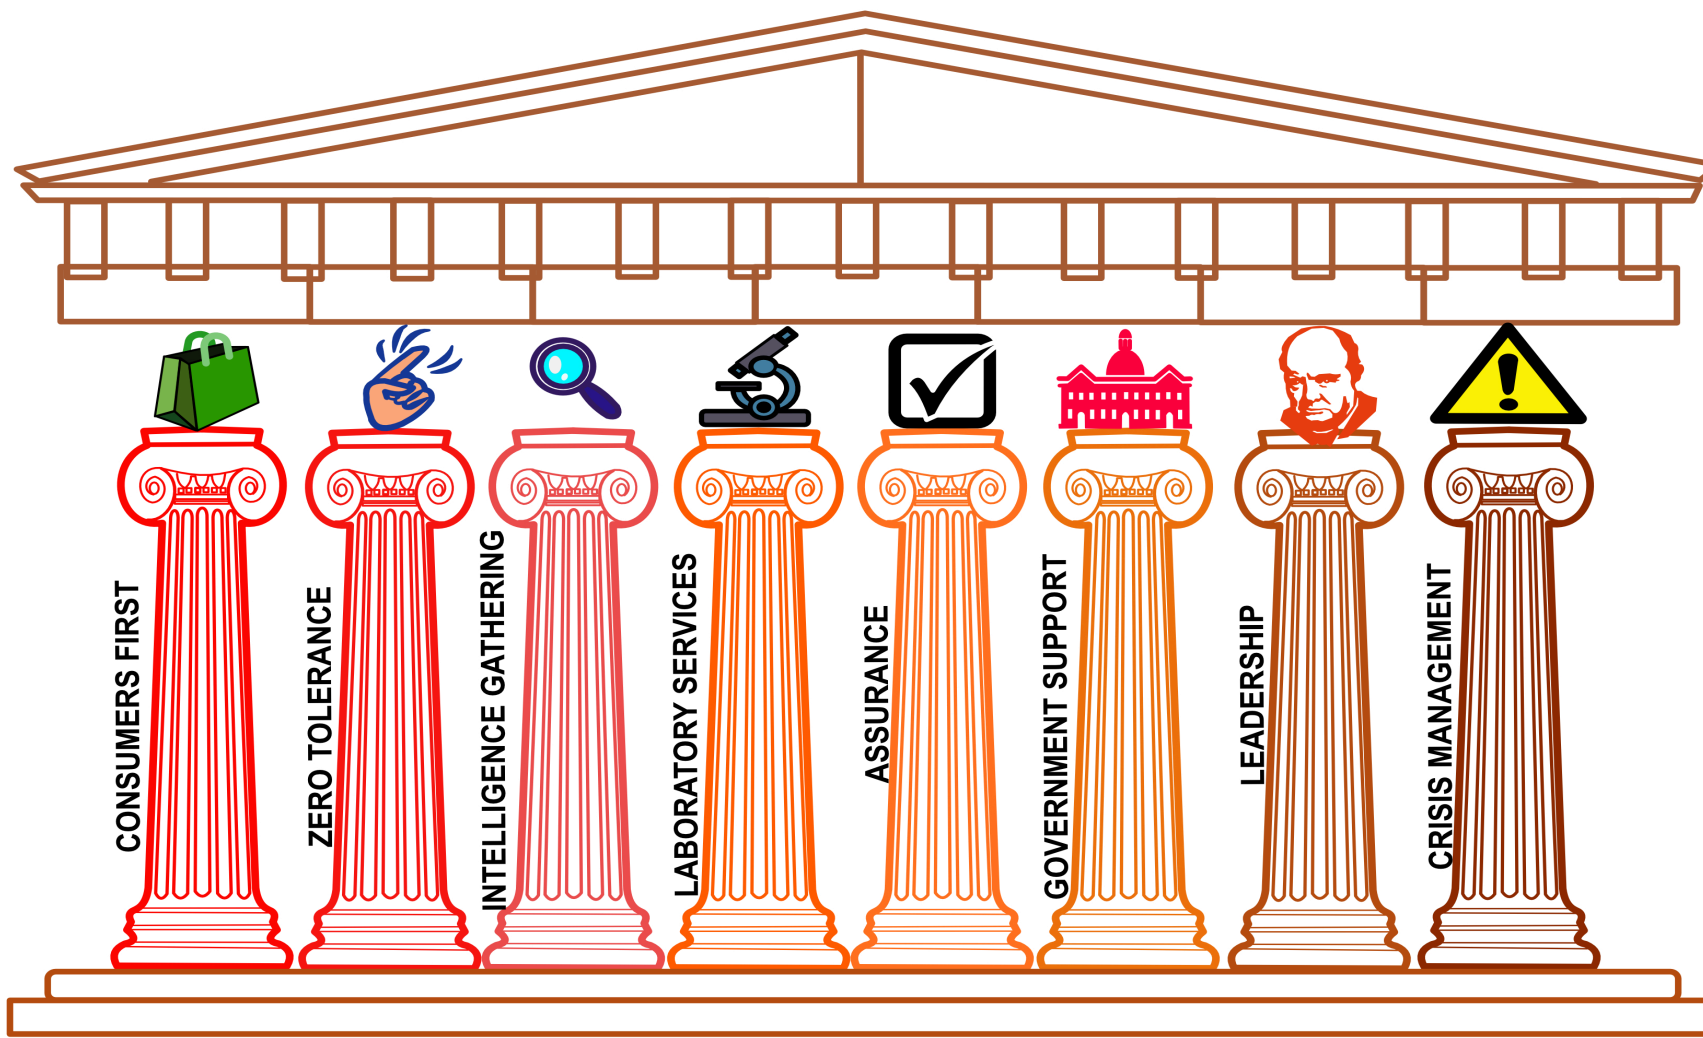 CONSUMERS FIRST
ZERO TOLERANCE
INTELLIGENCE GATHERING
LABORATORY SERVICES
ASSURANCE
GOVERNMENT SUPPORT
LEADERSHIP
CRISIS MANAGEMENT